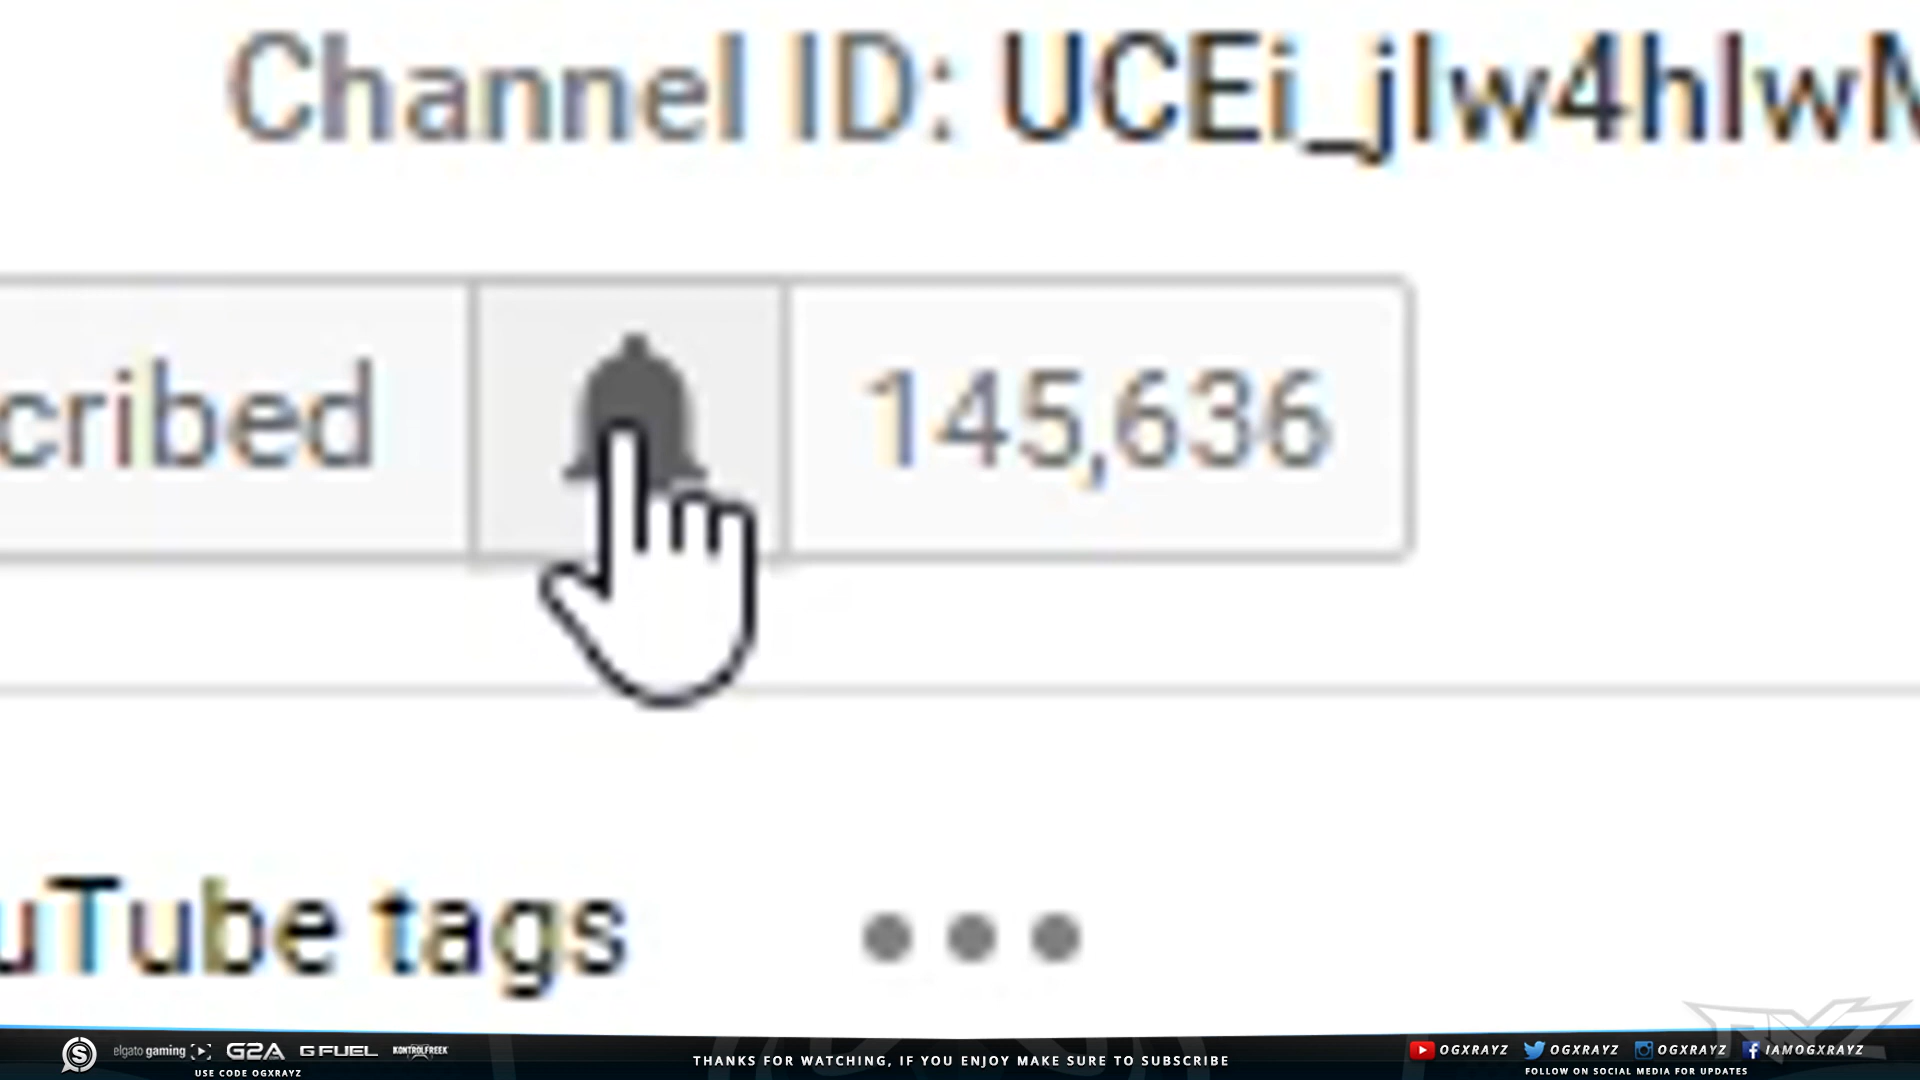 Channel ID: UCEi_jlw4hlwM
cribed 145,636
uTube tags
elgato gaming G2A G FUEL KONTROLFREEK
USE CODE OGXRAYZ
THANKS FOR WATCHING, IF YOU ENJOY MAKE SURE TO SUBSCRIBE
OGXRAYZ OGXRAYZ OGXRAYZ IAMOGXRAYZ
FOLLOW ON SOCIAL MEDIA FOR UPDATES